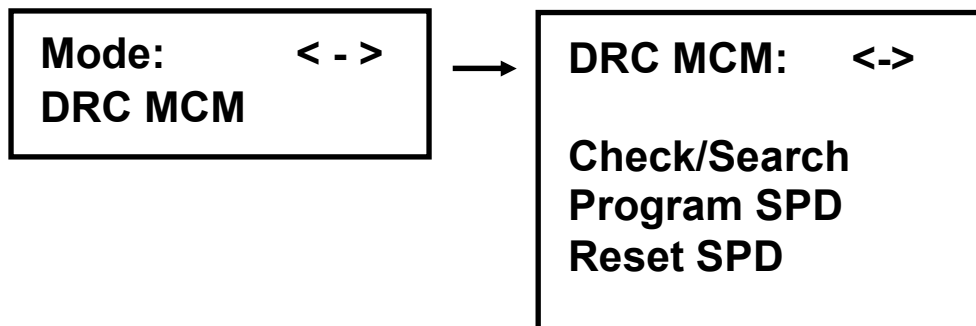 Mode: < - >
DRC MCM
DRC MCM: <->
Check/Search
Program SPD
Reset SPD